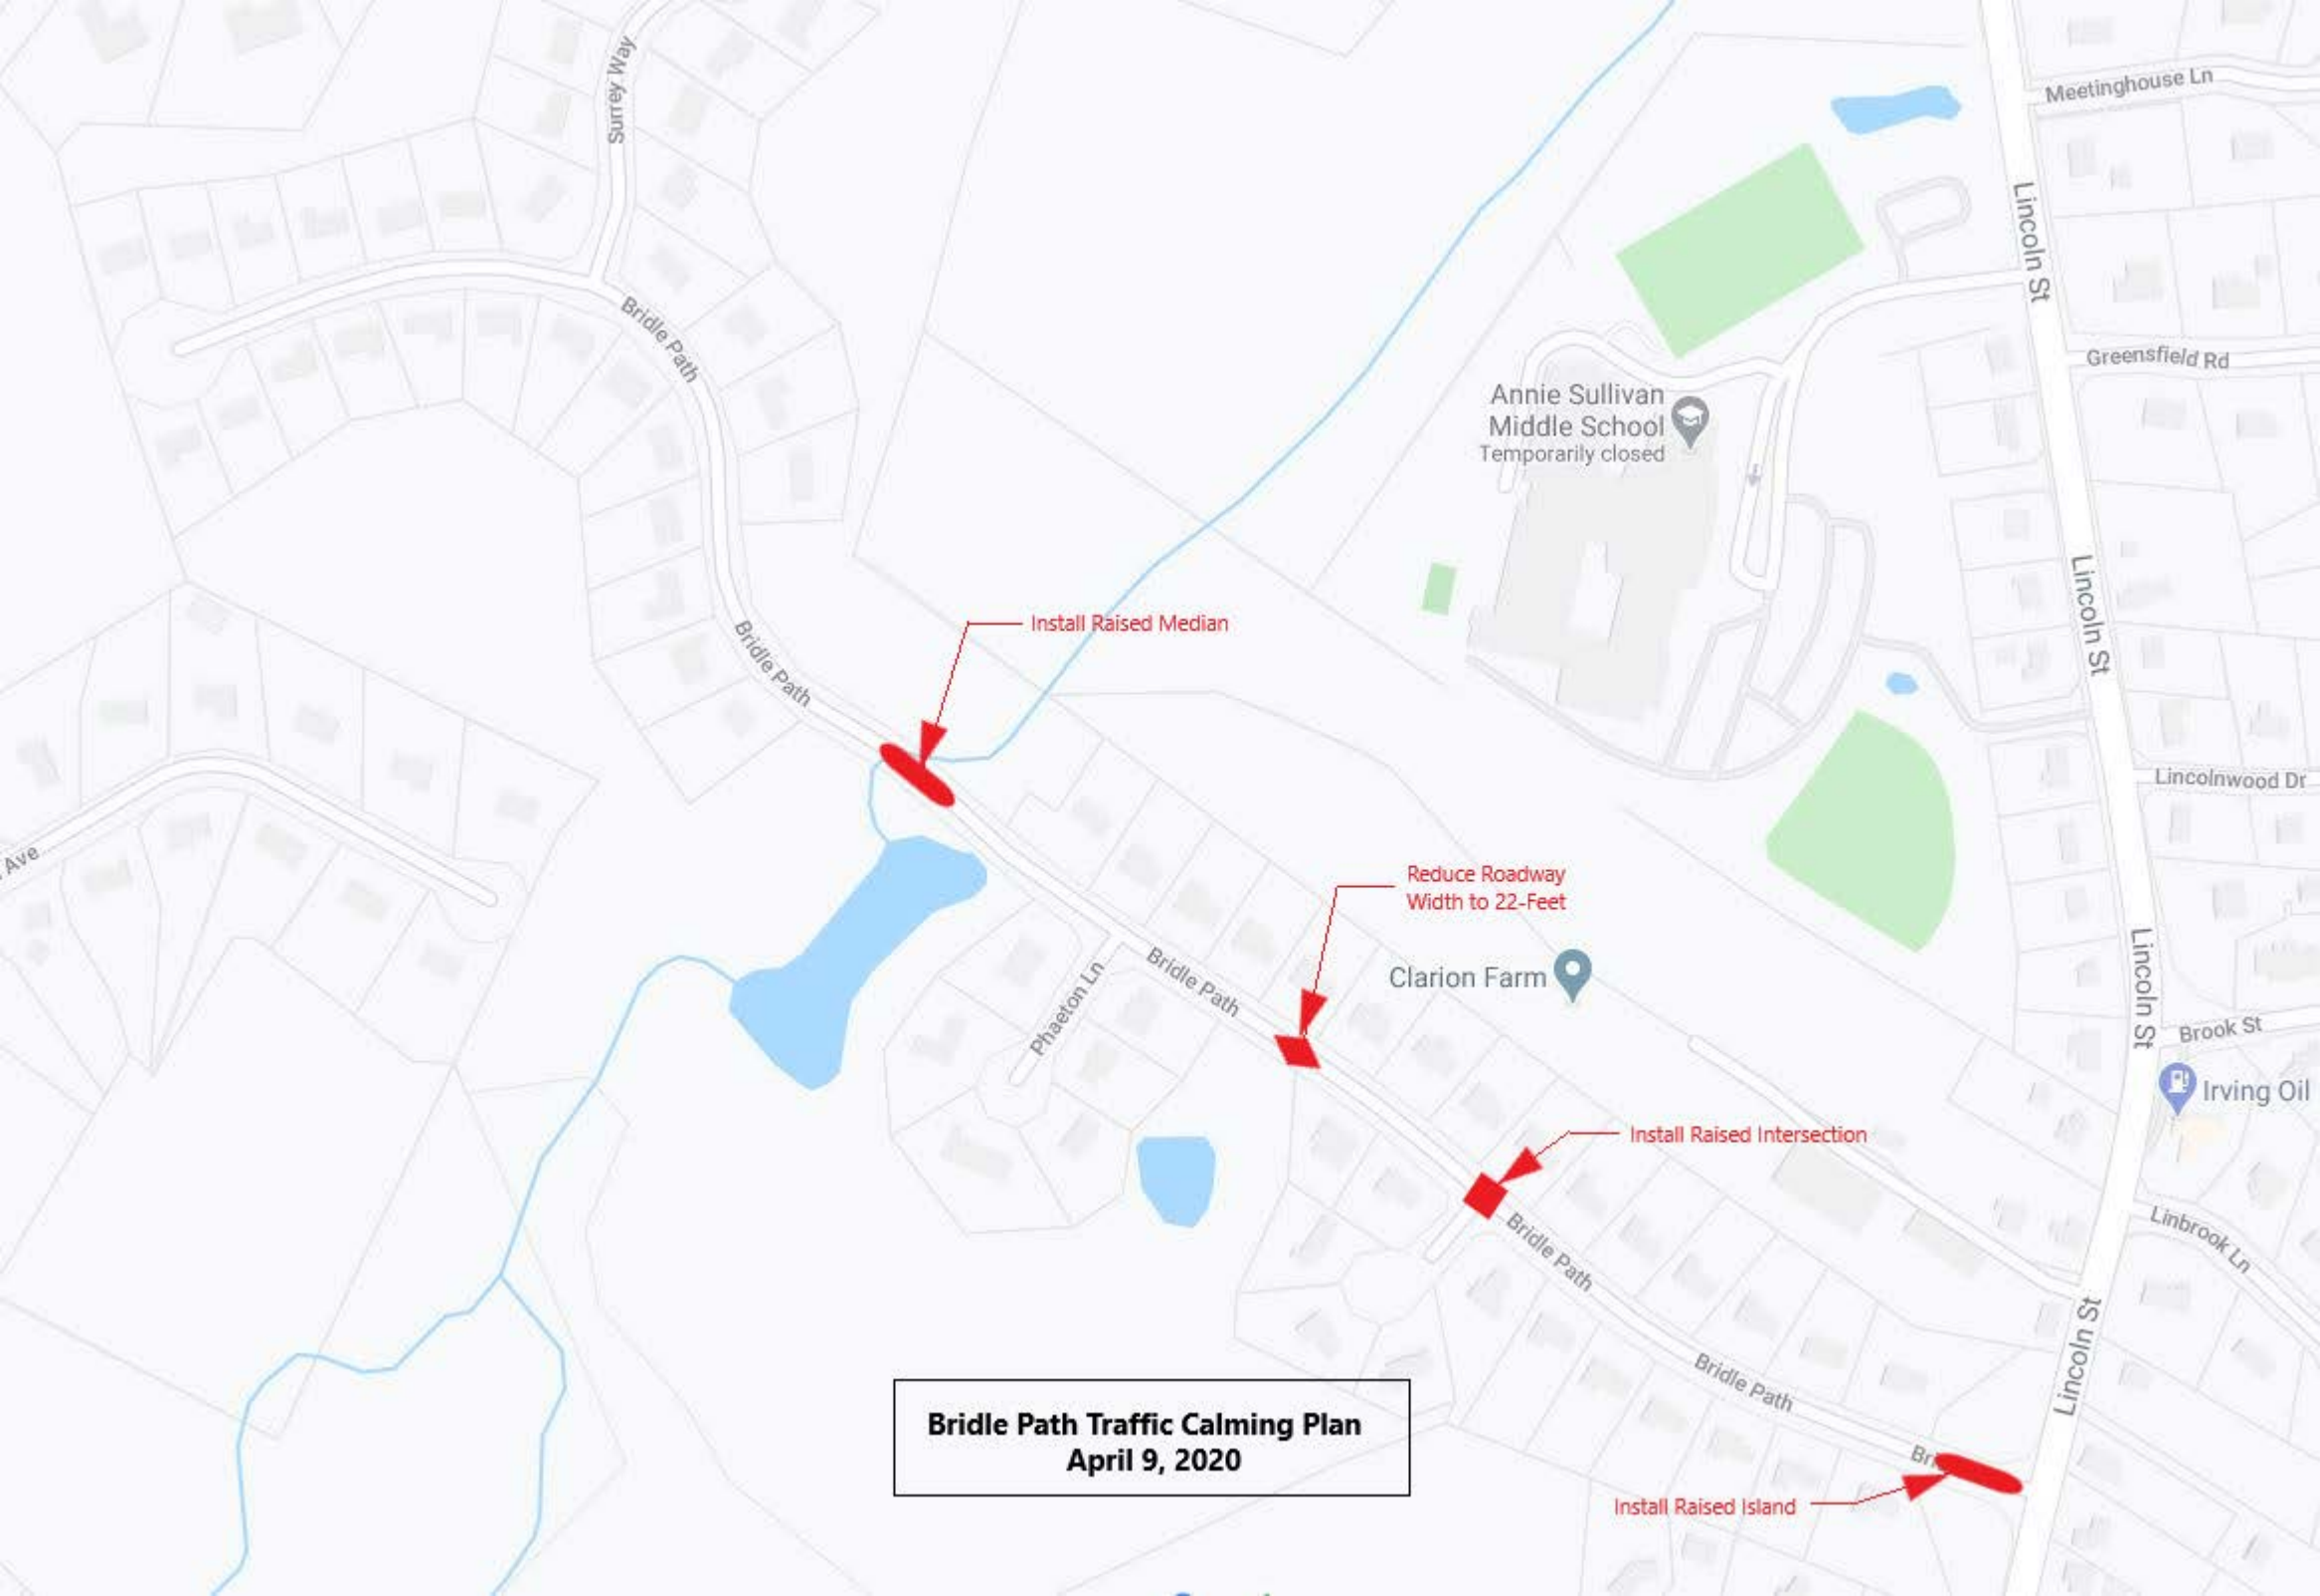 Surrey Way
Meetinghouse Ln
Lincoln St
Bridle Path
Greensfield Rd
Annie Sullivan
Middle School
Temporarily closed
Lincoln St
Install Raised Median
Bridle Path
Lincolnwood Dr
Ave
Reduce Roadway
Width to 22-Feet
Bridle Path
Clarion Farm
Lincoln St
Phaeton Ln
Brook St
Irving Oil
Install Raised Intersection
Bridle Path
Linbrook Ln
Lincoln St
Bridle Path
Bridle Path Traffic Calming Plan
April 9, 2020
Bri
Install Raised Island